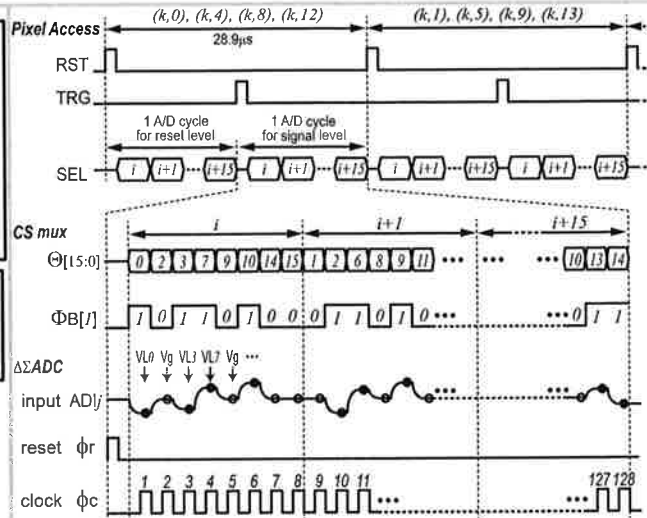 Pixel Access
(k,0), (k,4), (k,8), (k,12)
(k,1), (k,5), (k,9), (k,13)
28.9μs
RST
TRG
1 A/D cycle for reset level
1 A/D cycle for signal level
SEL
i i+1 ··· i+15 i i+1 ··· i+15 i i+1 ··· i+15 i i+1 ··· i+15
CS mux
i i+1 i+15
Θ[15:0]
0 2 3 7 9 10 14 15 1 2 6 8 9 11 ··· ··· 10 13 14
ΦB[I]
1 0 1 1 0 1 0 0 0 1 1 0 1 0 ··· 0 1 1
ΔΣADC
VL0 Vg VL3 VL7 Vg ···
input ADIj
reset ϕr
clock ϕc
1 2 3 4 5 6 7 8 9 10 11 ··· 127 128